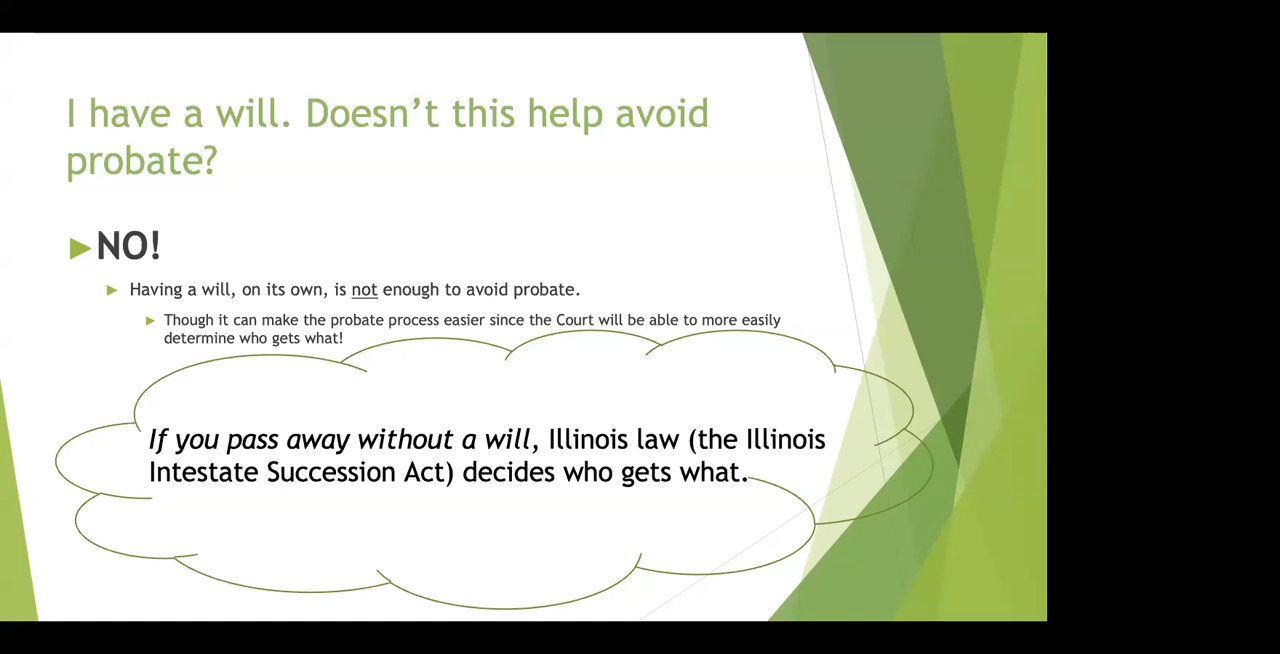 I have a will. Doesn’t this help avoid
probate?
NO!
Having a will, on its own, is not enough to avoid probate.
Though it can make the probate process easier since the Court will be able to more easily
determine who gets what!
If you pass away without a will, Illinois law (the Illinois
Intestate Succession Act) decides who gets what.